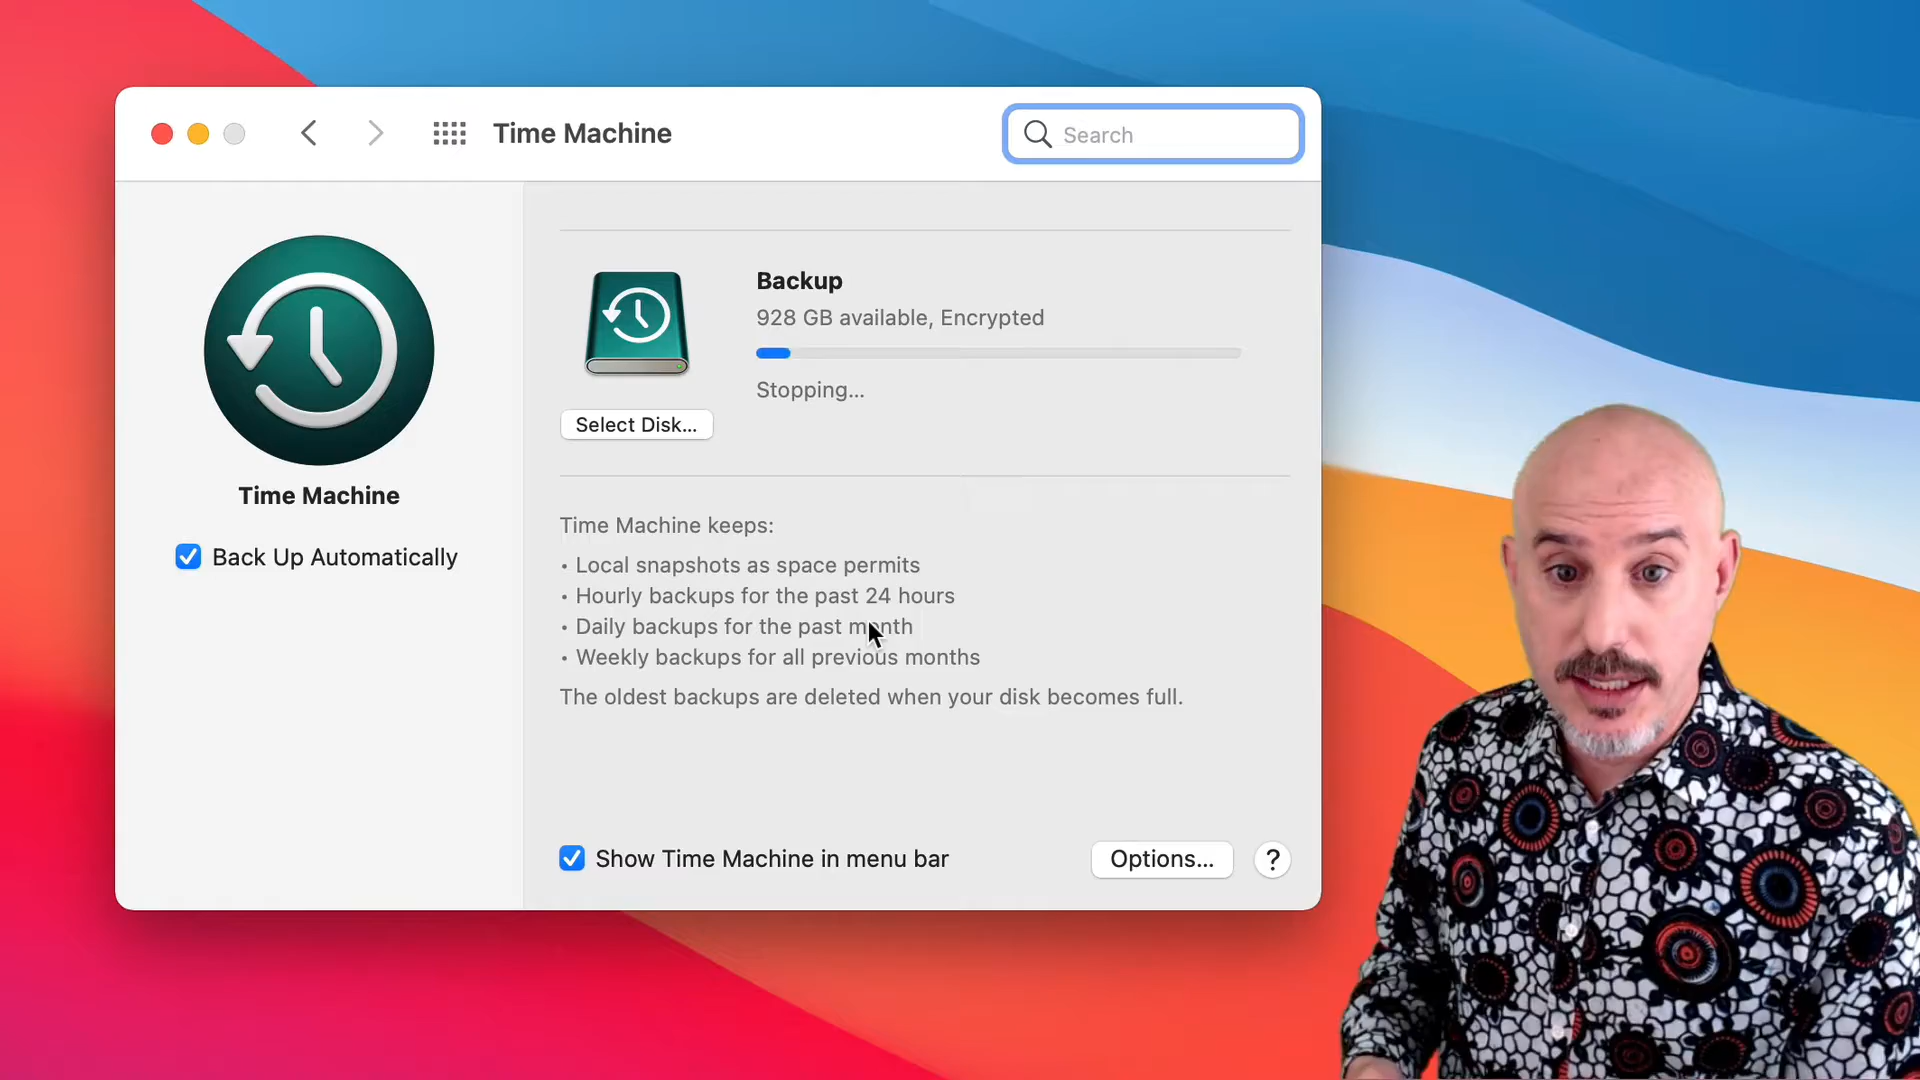 Time Machine
Search
Backup
928 GB available, Encrypted
Stopping...
Select Disk...
Time Machine
Back Up Automatically
Time Machine keeps:
• Local snapshots as space permits
• Hourly backups for the past 24 hours
• Daily backups for the past month
• Weekly backups for all previous months
The oldest backups are deleted when your disk becomes full.
Show Time Machine in menu bar
Options...
?